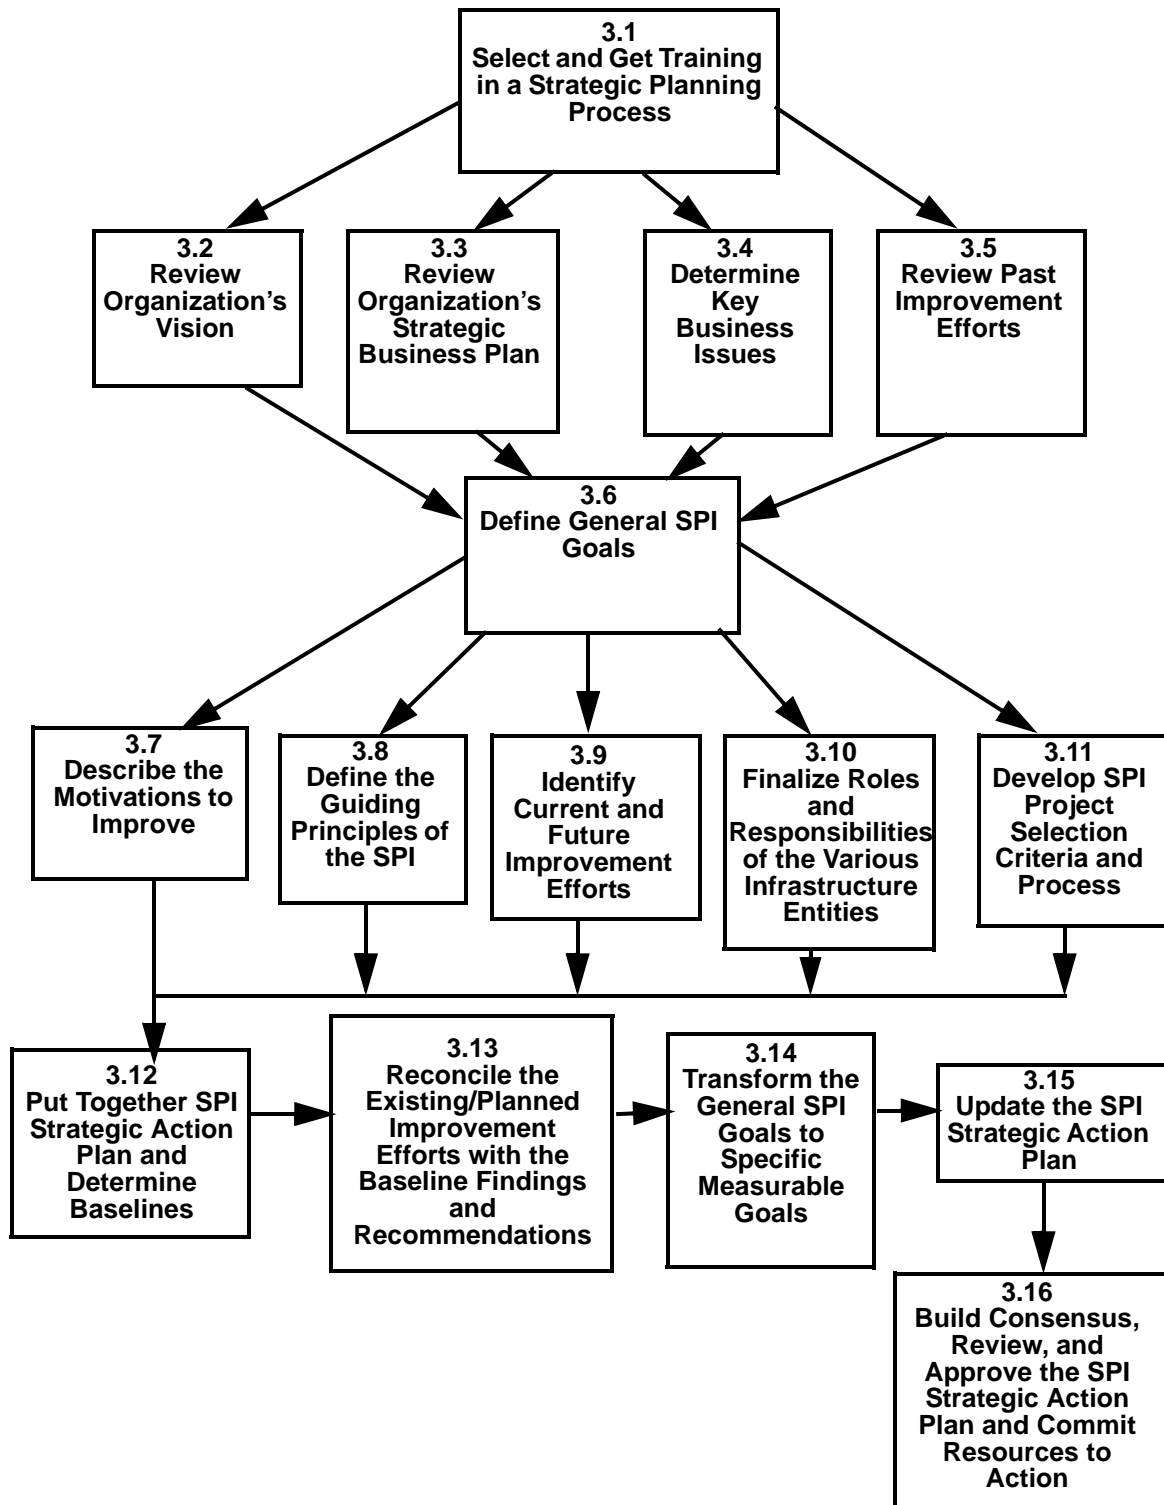 3.1
Select and Get Training
in a Strategic Planning
Process
3.2
Review
Organization’s
Vision
3.3
Review
Organization’s
Strategic
Business Plan
3.4
Determine
Key
Business
Issues
3.5
Review Past
Improvement
Efforts
3.6
Define General SPI
Goals
3.7
Describe the
Motivations to
Improve
3.8
Define the
Guiding
Principles of
the SPI
3.9
Identify
Current and
Future
Improvement
Efforts
3.10
Finalize Roles
and
Responsibilities
of the Various
Infrastructure
Entities
3.11
Develop SPI
Project
Selection
Criteria and
Process
3.12
Put Together SPI
Strategic Action
Plan and
Determine
Baselines
3.13
Reconcile the
Existing/Planned
Improvement
Efforts with the
Baseline Findings
and
Recommendations
3.14
Transform the
General SPI
Goals to
Specific
Measurable
Goals
3.15
Update the SPI
Strategic Action
Plan
3.16
Build Consensus,
Review, and
Approve the SPI
Strategic Action
Plan and Commit
Resources to
Action